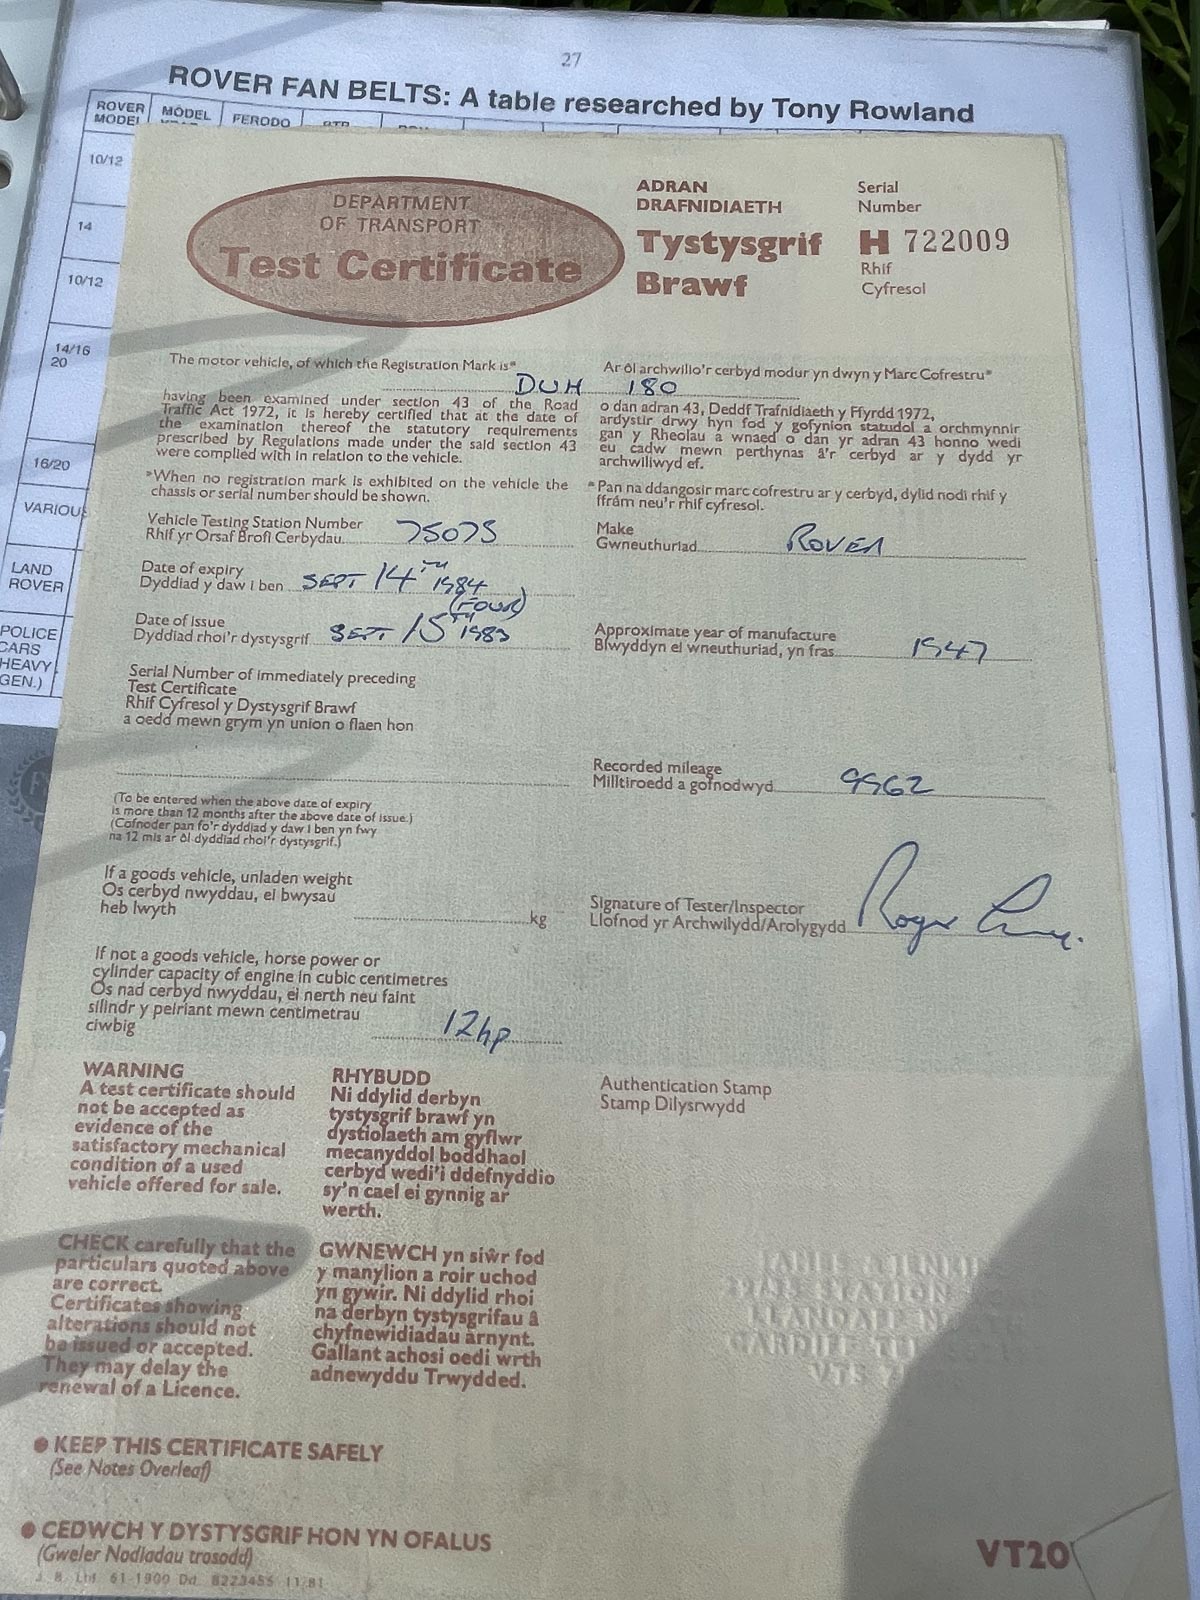 27
ROVER FAN BELTS: A table researched by Tony Rowland
ROVER MODEL
MODEL
FERODO
10/12
14
10/12
14/16
20
16/20
VARIOUS
LAND
ROVER
POLICE
CARS
HEAVY
GEN.)
DEPARTMENT
OF TRANSPORT
Test Certificate
ADRAN
DRAFNIDIAETH
Tystysgrif
Brawf
Serial
Number
H 722009
Rhif
Cyfresol
The motor vehicle, of which the Registration Mark is*
Ar ôl archwilio'r cerbyd modur yn dwyn y Marc Cofrestru*
DUH 180
having been examined under section 43 of the Road
Traffic Act 1972, it is hereby certified that at the date of
the examination thereof the statutory requirements
prescribed by Regulations made under the said section 43
were complied with in relation to the vehicle.
o dan adran 43, Deddf Trafnidiaeth y Ffyrdd 1972,
ardystir drwy hyn fod y gofynion statudol a orchmynnir
gan y Rheolau a wnaed o dan yr adran 43 honno wedi
eu cadw mewn perthynas â'r cerbyd ar y dydd yr
archwiliwyd ef.
*When no registration mark is exhibited on the vehicle the
chassis or serial number should be shown.
*Pan na ddangosir marc cofrestru ar y cerbyd, dylid nodi rhif y
ffrâm neu'r rhif cyfresol.
Vehicle Testing Station Number
Rhif yr Orsaf Brofi Cerbydau 75075
Make
Gwneuthuriad ROVER
Date of expiry
Dyddiad y daw i ben SEPT 14TH 1984
(FOUR)
Date of issue
Dyddiad rhoi'r dystysgrif SEPT 15TH 1983
Approximate year of manufacture
Blwyddyn ei wneuthuriad, yn fras 1947
Serial Number of immediately preceding
Test Certificate
Rhif Cyfresol y Dystysgrif Brawf
a oedd mewn grym yn union o flaen hon
Recorded mileage
Milltiroedd a gofnodwyd 9962
(To be entered when the above date of expiry
is more than 12 months after the above date of issue.)
(Cofnoder pan fo'r dyddiad y daw i ben yn fwy
na 12 mis ar ôl dyddiad rhoi'r dystysgrif.)
If a goods vehicle, unladen weight
Os cerbyd nwyddau, ei bwysau
heb lwyth kg
Signature of Tester/Inspector
Llofnod yr Archwilydd/Arolygydd Roger
If not a goods vehicle, horse power or
cylinder capacity of engine in cubic centimetres
Os nad cerbyd nwyddau, ei nerth neu faint
silindr y peiriant mewn centimetrau
ciwbig 12hp
WARNING
A test certificate should
not be accepted as
evidence of the
satisfactory mechanical
condition of a used
vehicle offered for sale.
RHYBUDD
Ni ddylid derbyn
tystysgrif brawf yn
dystiolaeth am gyflwr
mecanyddol boddhaol
cerbyd wedi'i ddefnyddio
sy'n cael ei gynnig ar
werth.
Authentication Stamp
Stamp Dilysrwydd
CHECK carefully that the
particulars quoted above
are correct.
Certificates showing
alterations should not
be issued or accepted.
They may delay the
renewal of a Licence.
GWNEWCH yn siŵr fod
y manylion a roir uchod
yn gywir. Ni ddylid rhoi
na derbyn tystysgrifau â
chyfnewidiadau arnynt.
Gallant achosi oedi wrth
adnewyddu Trwydded.
STATION
VTS
KEEP THIS CERTIFICATE SAFELY
(See Notes Overleaf)
CEDWCH Y DYSTYSGRIF HON YN OFALUS
(Gweler Nodiadau trosodd)
VT20
61-1900 Dd. 8223455 11/81